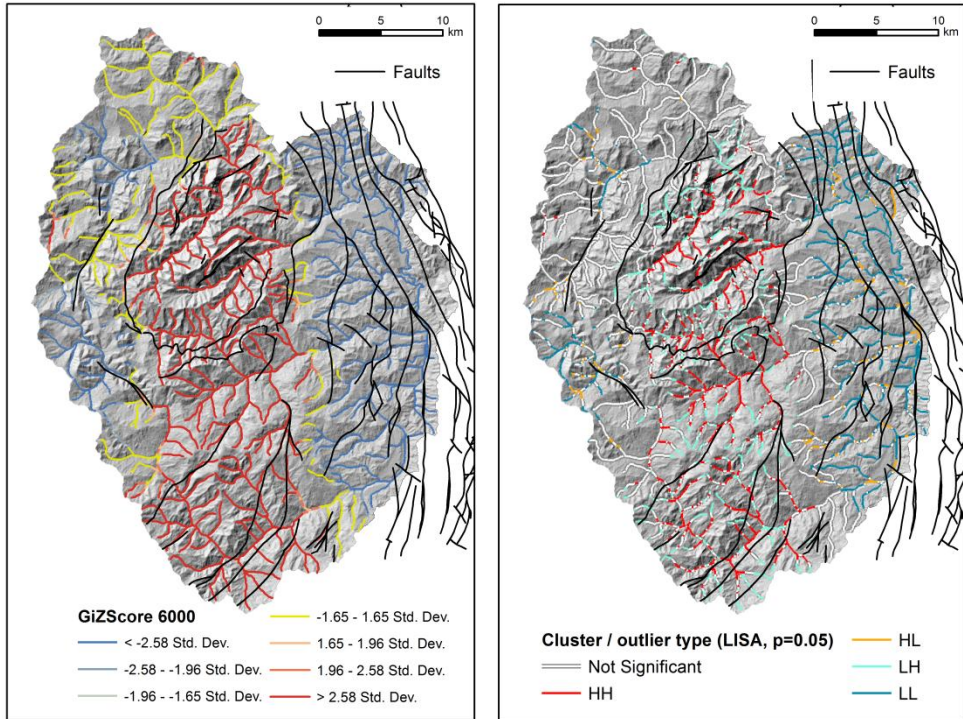 0 5 10
km
Faults
GiZScore 6000
< -2.58 Std. Dev.
-2.58 - -1.96 Std. Dev.
-1.96 - -1.65 Std. Dev.
-1.65 - 1.65 Std. Dev.
1.65 - 1.96 Std. Dev.
1.96 - 2.58 Std. Dev.
> 2.58 Std. Dev.
0 5 10
km
Faults
Cluster / outlier type (LISA, p=0.05)
Not Significant
HH
HL
LH
LL